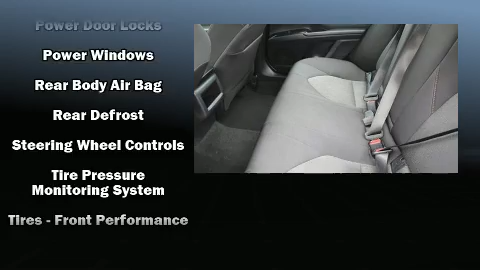 Power Door Locks
Power Windows
Rear Body Air Bag
Rear Defrost
Steering Wheel Controls
Tire Pressure
Monitoring System
Tires - Front Performance